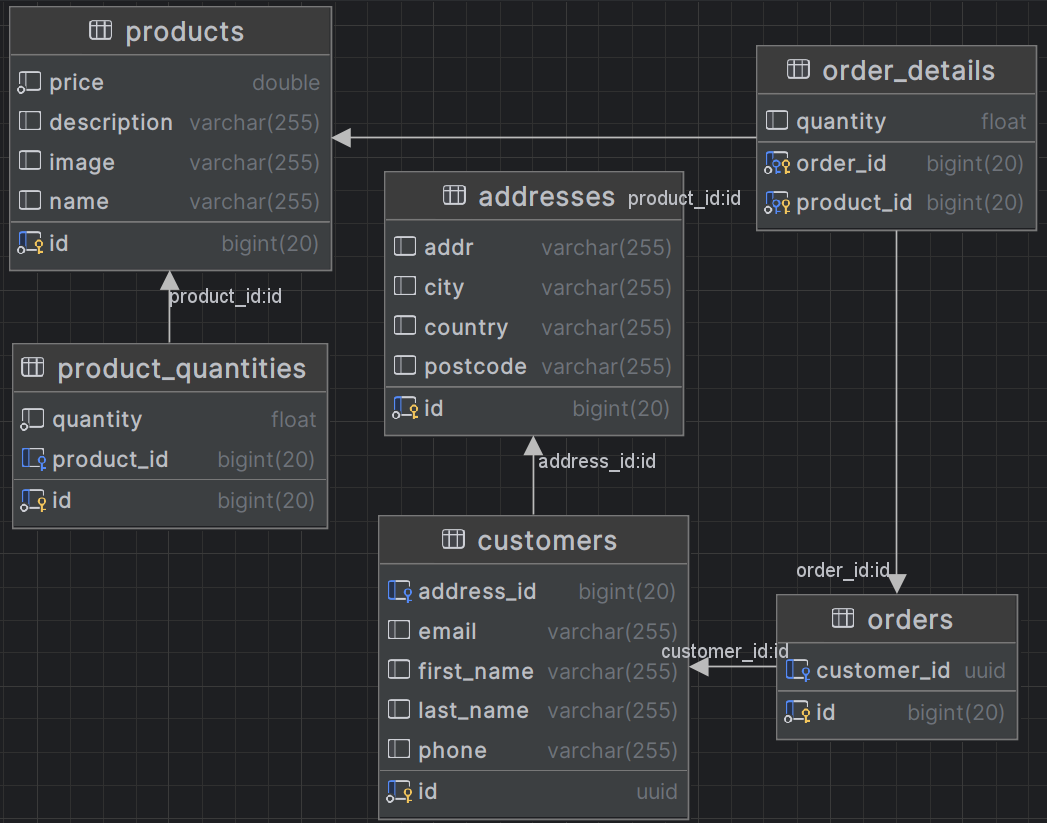 products
price double
description varchar(255)
image varchar(255)
name varchar(255)
id bigint(20)
product_id:id
product_quantities
quantity float
product_id bigint(20)
id bigint(20)
addresses
addr varchar(255)
city varchar(255)
country varchar(255)
postcode varchar(255)
id bigint(20)
product_id:id
address_id:id
customers
address_id bigint(20)
email varchar(255)
first_name varchar(255)
last_name varchar(255)
phone varchar(255)
id uuid
customer_id:id
order_details
quantity float
order_id bigint(20)
product_id bigint(20)
order_id:id
orders
customer_id uuid
id bigint(20)